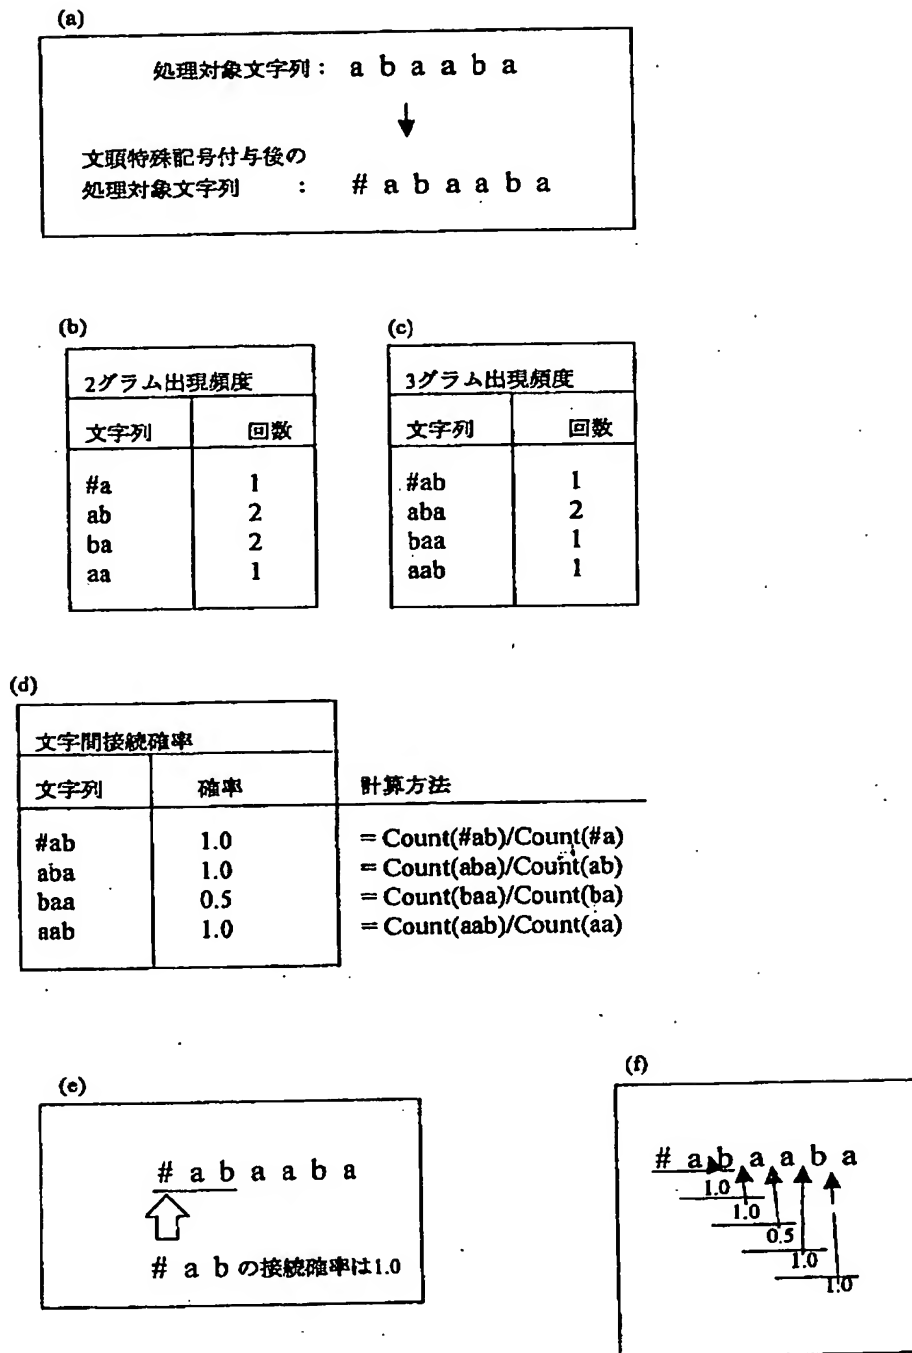 (a)
処理対象文字列： a b a a b a
文頭特殊記号付与後の
処理対象文字列 ： # a b a a b a
(b)
2グラム出現頻度
文字列 回数
#a 1
ab 2
ba 2
aa 1
(c)
3グラム出現頻度
文字列 回数
#ab 1
aba 2
baa 1
aab 1
(d)
文字間接続確率
文字列 確率 計算方法
#ab 1.0 = Count(#ab)/Count(#a)
aba 1.0 = Count(aba)/Count(ab)
baa 0.5 = Count(baa)/Count(ba)
aab 1.0 = Count(aab)/Count(aa)
(e)
# a b a a b a
# a b の接続確率は1.0
(f)
# a b a a b a
1.0
1.0
0.5
1.0
1.0